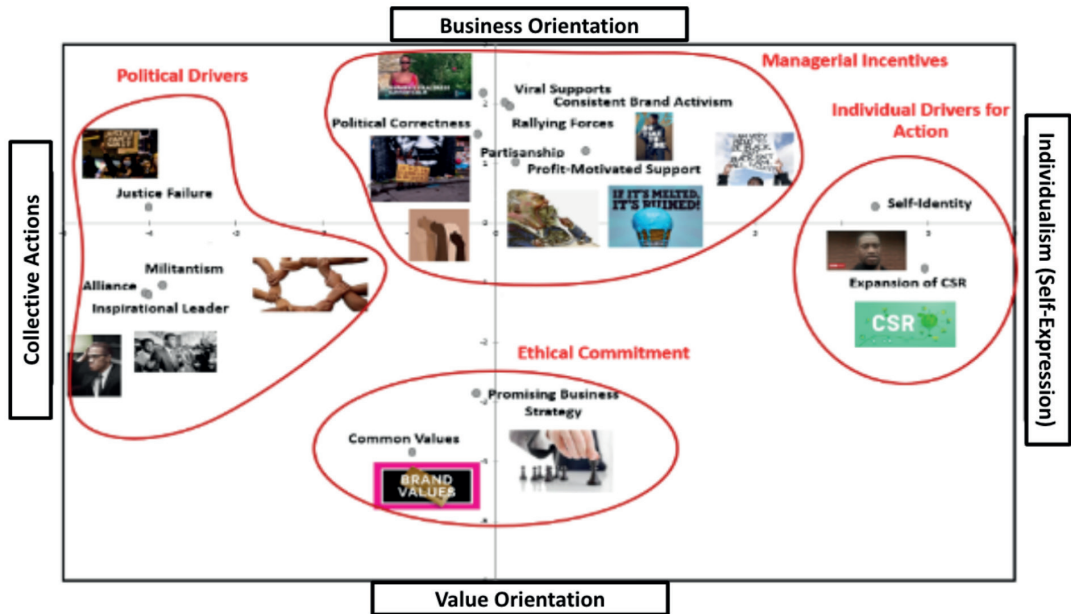 Business Orientation
Political Drivers
Managerial Incentives
Viral Supports
Consistent Brand Activism
Individual Drivers for
Action
Political Correctness
Rallying Forces
Partisanship
Profit-Motivated Support
Justice Failure
IF IT'S MELTED,
IT'S RUINED!
Self-Identity
Collective Actions
Individualism (Self-Expression)
Militantism
Alliance
Inspirational Leader
Expansion of CSR
CSR
Ethical Commitment
Promising Business
Strategy
Common Values
BRAND
VALUES
Value Orientation